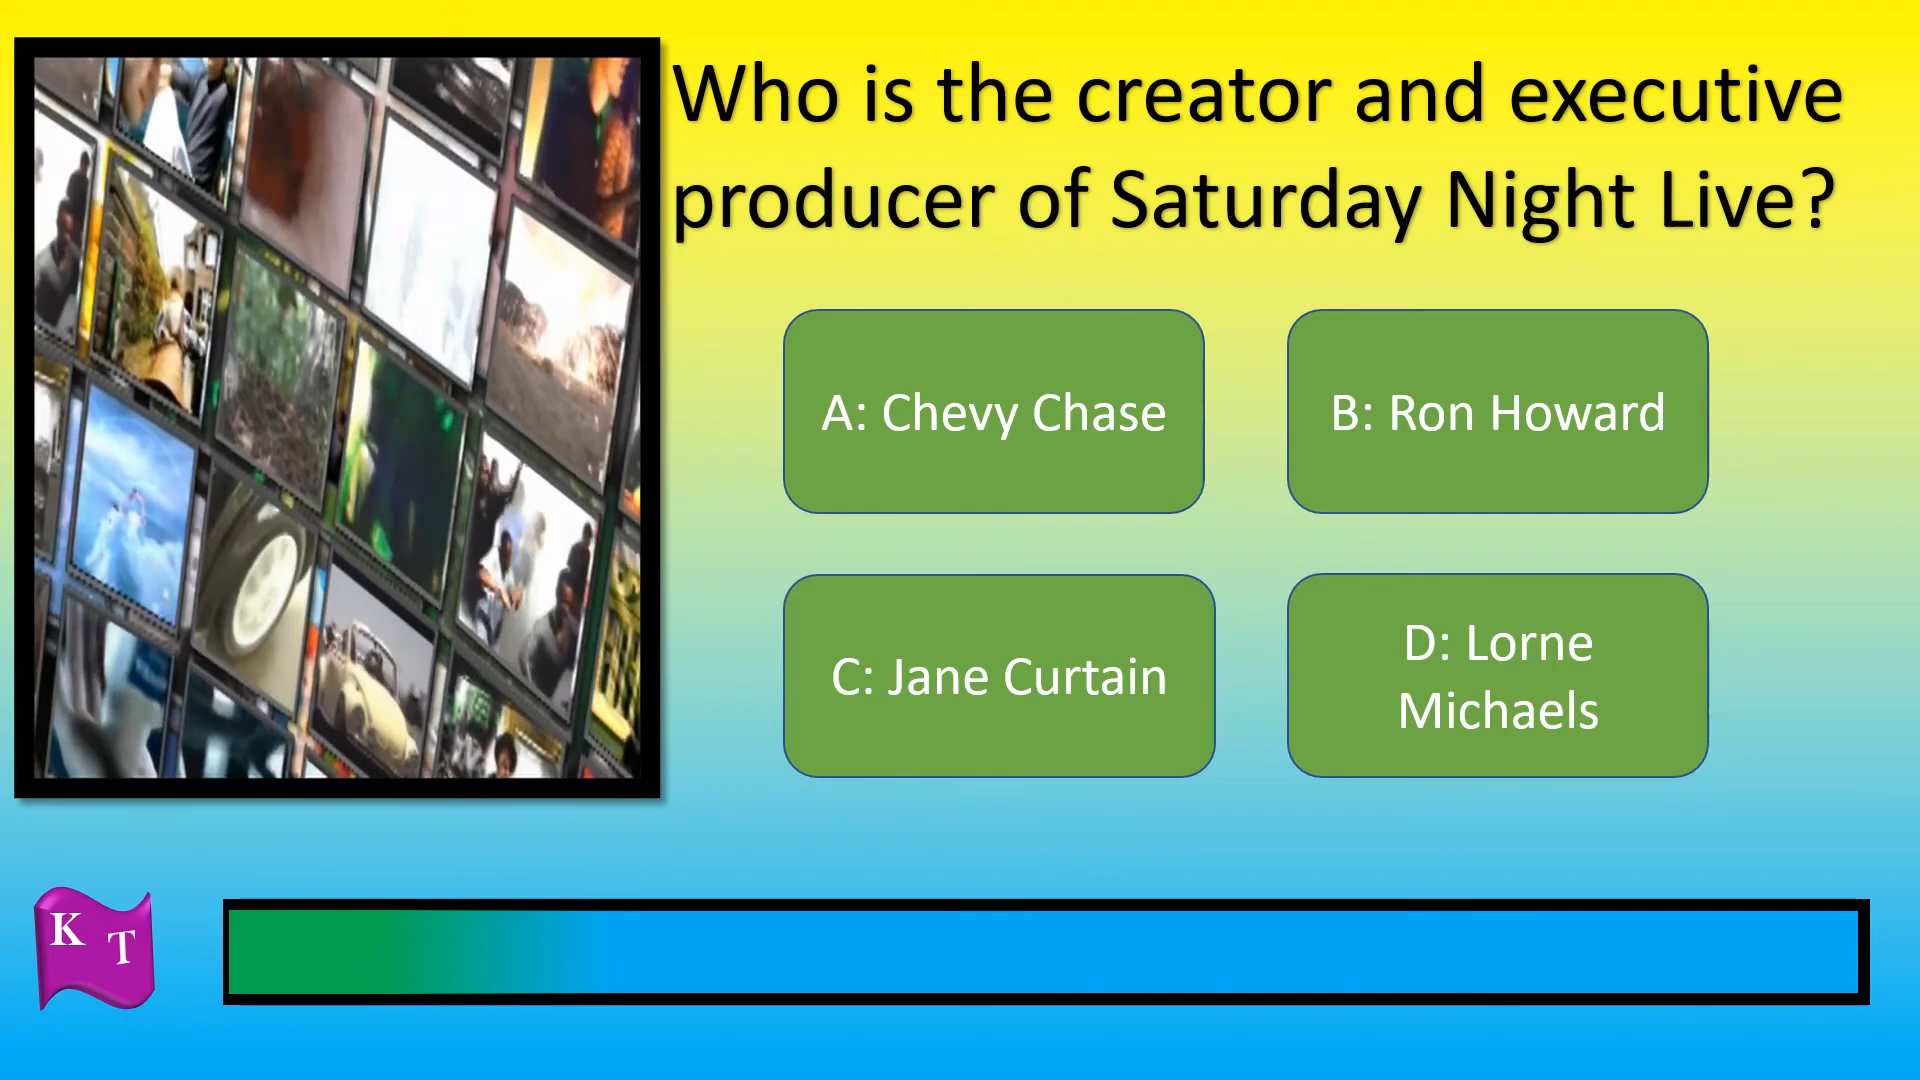 Who is the creator and executive
producer of Saturday Night Live?
A: Chevy Chase
B: Ron Howard
C: Jane Curtain
D: Lorne
Michaels
K T